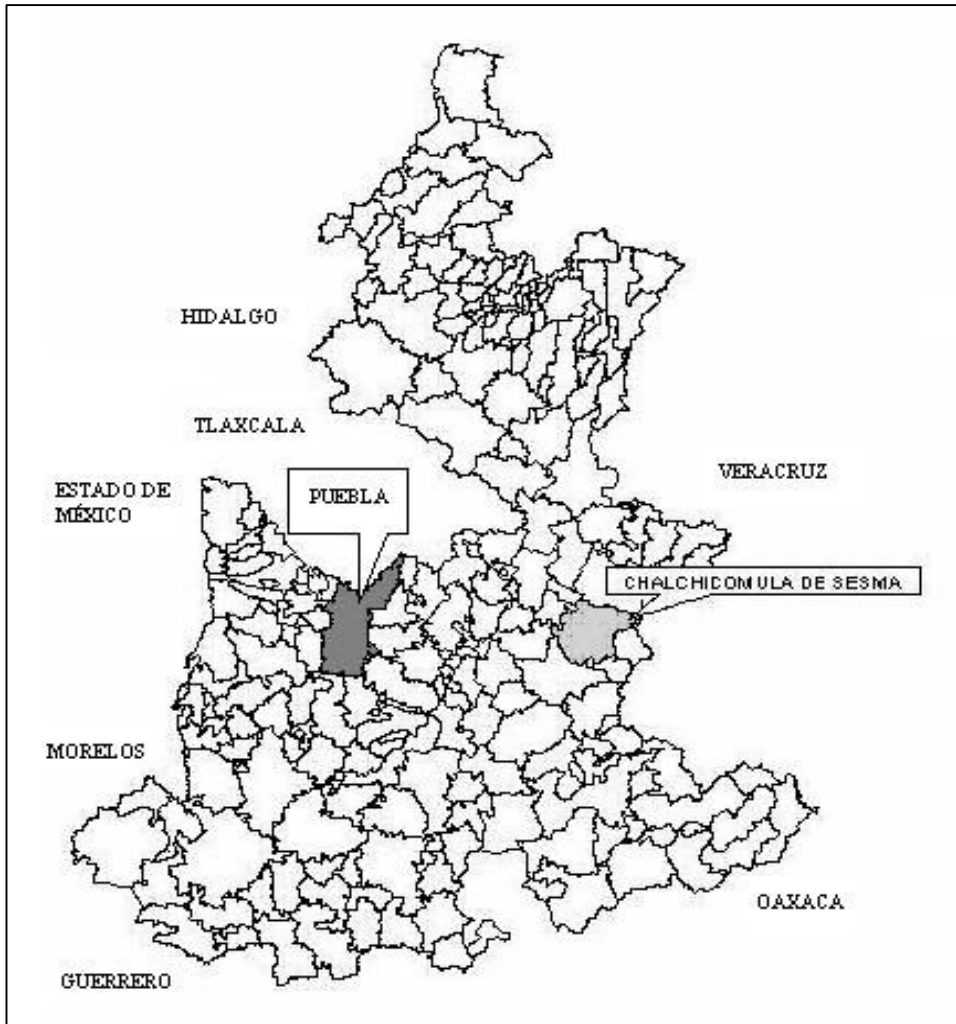 HIDALGO
TLAXCALA
VERACRUZ
ESTADO DE
MÉXICO
PUEBLA
CHALCHICOMULA DE SESMA
MORELOS
OAXACA
GUERRERO